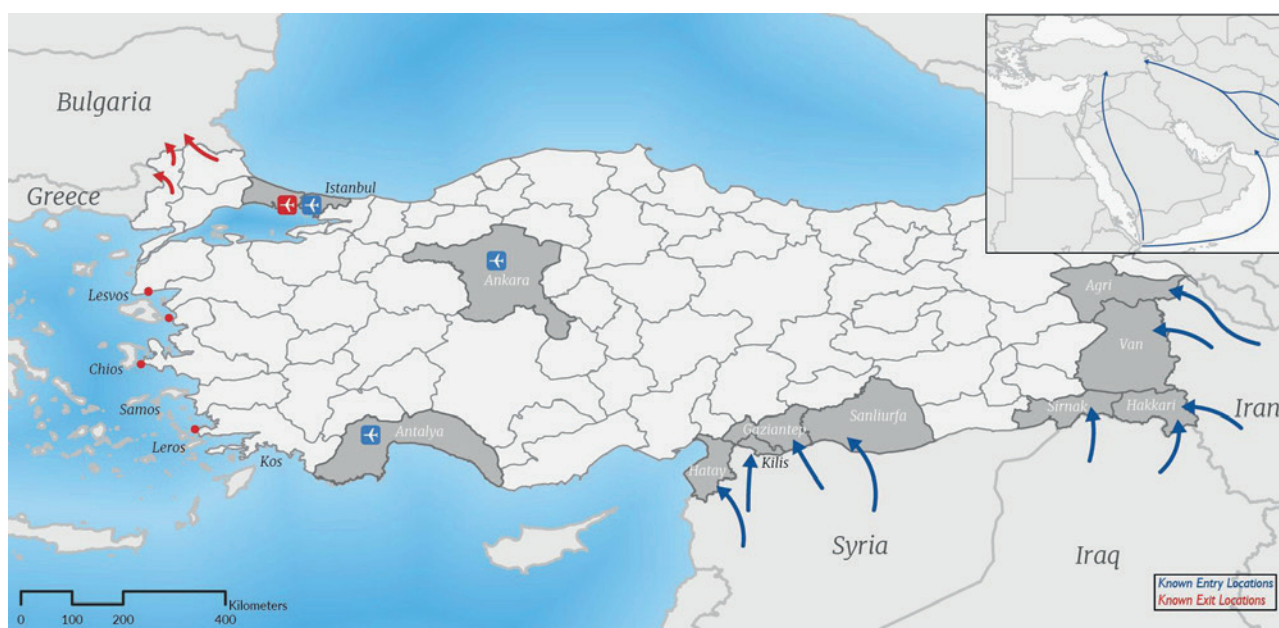 Bulgaria
Greece
Istanbul
Ankara
Lesvos
Chios
Samos
Leros
Kos
Antalya
Agri
Van
Sirnak
Hakkari
Iran
Sanliurfa
Gaziantep
Kilis
Hatay
Syria
Iraq
Kilometers
0 100 200 400
Known Entry Locations
Known Exit Locations